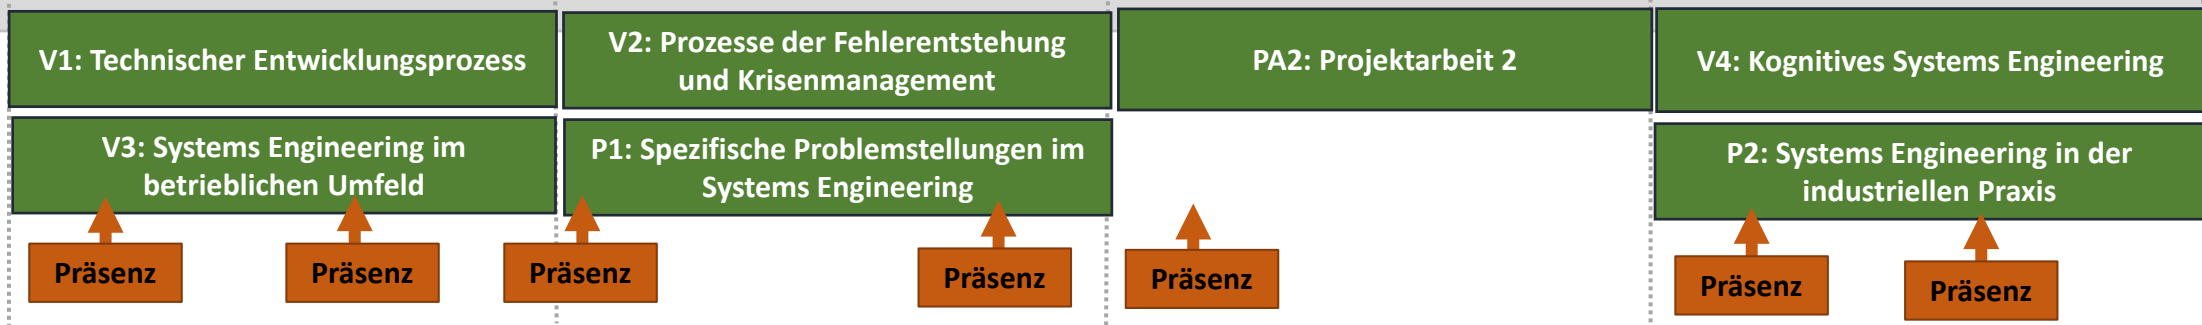 V1: Technischer Entwicklungsprozess
V2: Prozesse der Fehlerentstehung
und Krisenmanagement
PA2: Projektarbeit 2
V4: Kognitives Systems Engineering
V3: Systems Engineering im
betrieblichen Umfeld
P1: Spezifische Problemstellungen im
Systems Engineering
P2: Systems Engineering in der
industriellen Praxis
Präsenz
Präsenz
Präsenz
Präsenz
Präsenz
Präsenz
Präsenz